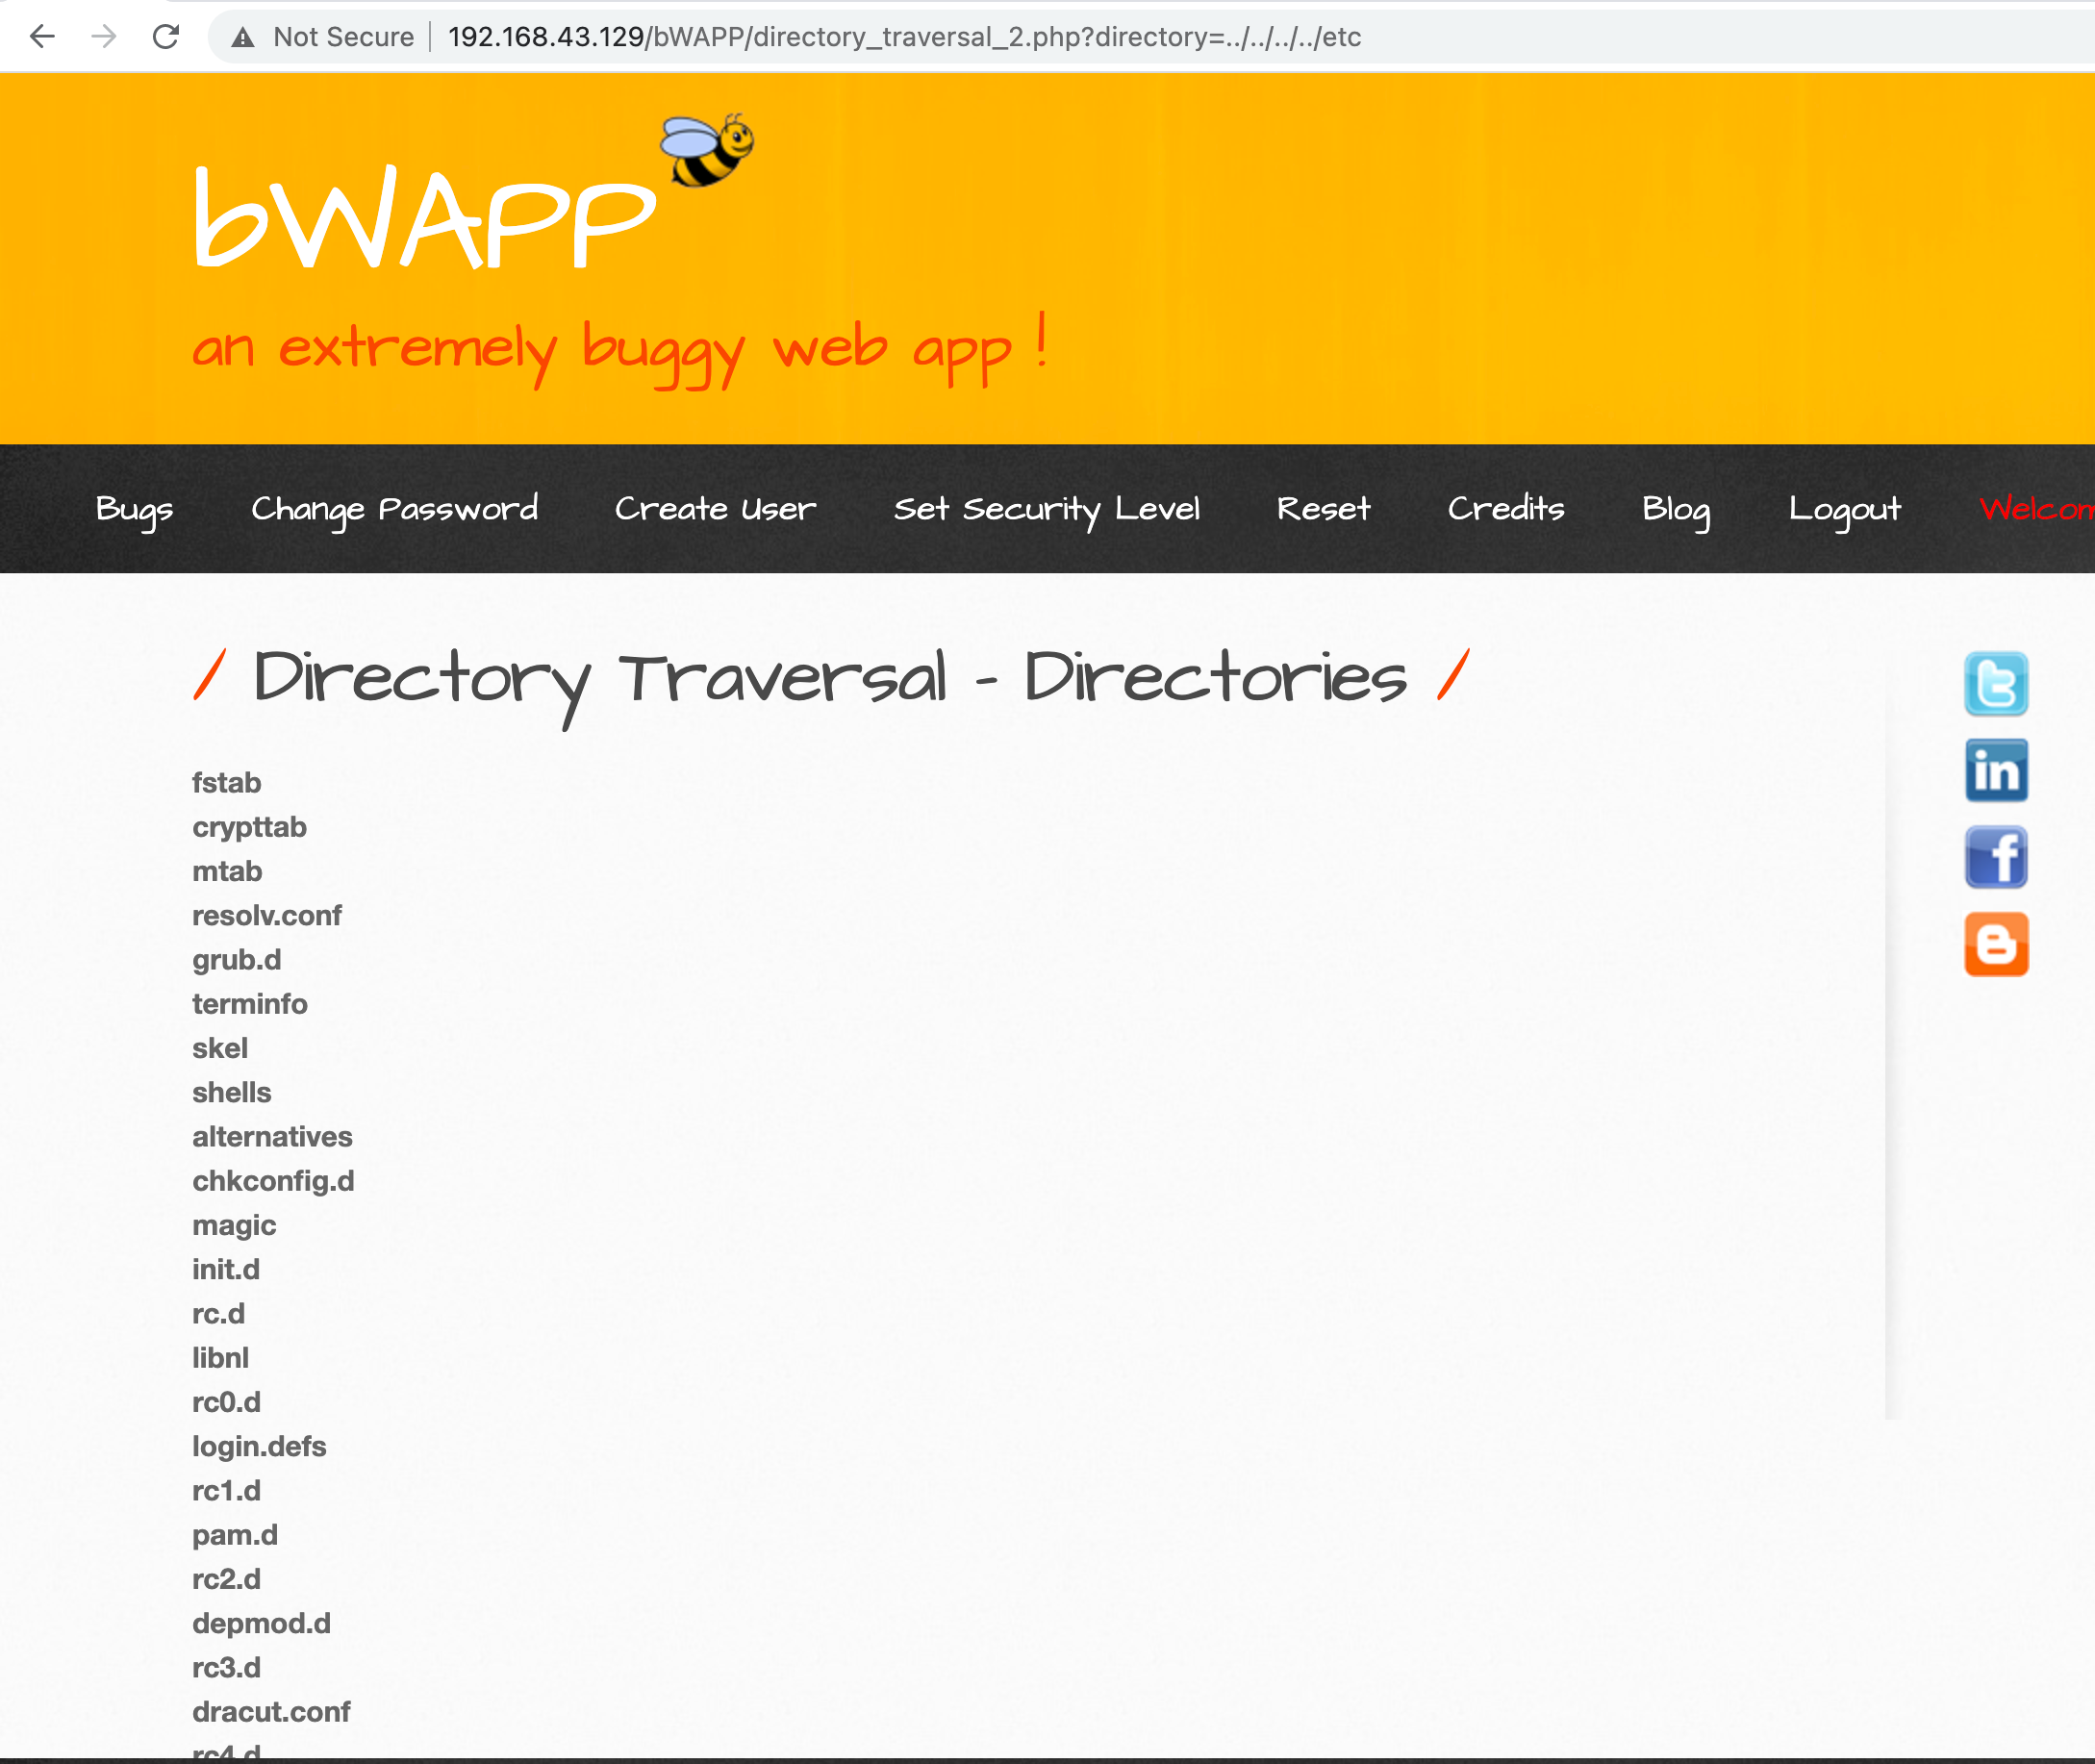 Not Secure | 192.168.43.129/bWAPP/directory_traversal_2.php?directory=../../../../etc
bWAPP
an extremely buggy web app !
Bugs Change Password Create User Set Security Level Reset Credits Blog Logout Welcom
/ Directory Traversal - Directories /
fstab
crypttab
mtab
resolv.conf
grub.d
terminfo
skel
shells
alternatives
chkconfig.d
magic
init.d
rc.d
libnl
rc0.d
login.defs
rc1.d
pam.d
rc2.d
depmod.d
rc3.d
dracut.conf
rc4.d